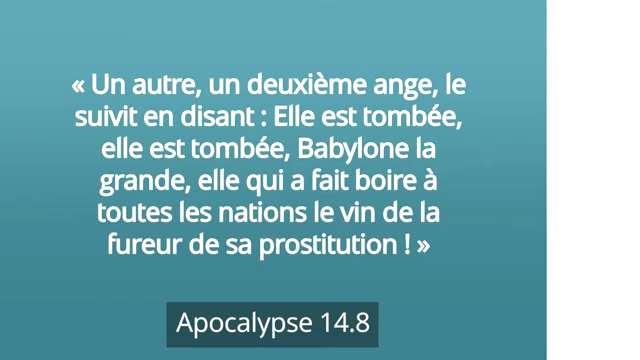 « Un autre, un deuxième ange, le
suivit en disant : Elle est tombée,
elle est tombée, Babylone la
grande, elle qui a fait boire à
toutes les nations le vin de la
fureur de sa prostitution ! »
Apocalypse 14.8